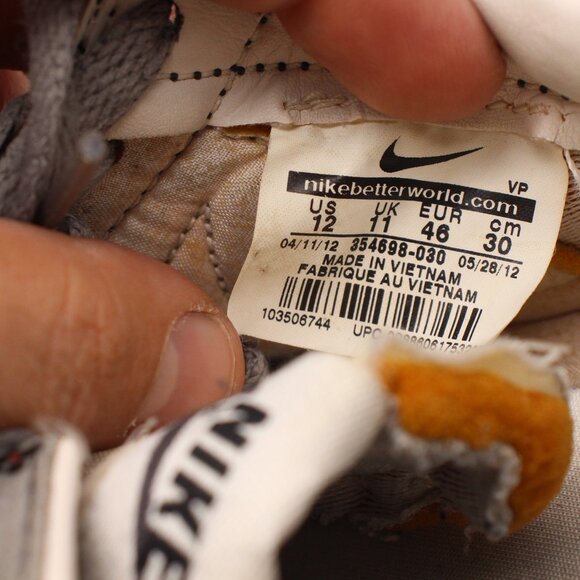 VP
nikebetterworld.com
US UK EUR cm
12 11 46 30
04/11/12 354698-030 05/28/12
MADE IN VIETNAM
FABRIQUE AU VIETNAM
103506744 UPC
NIKE